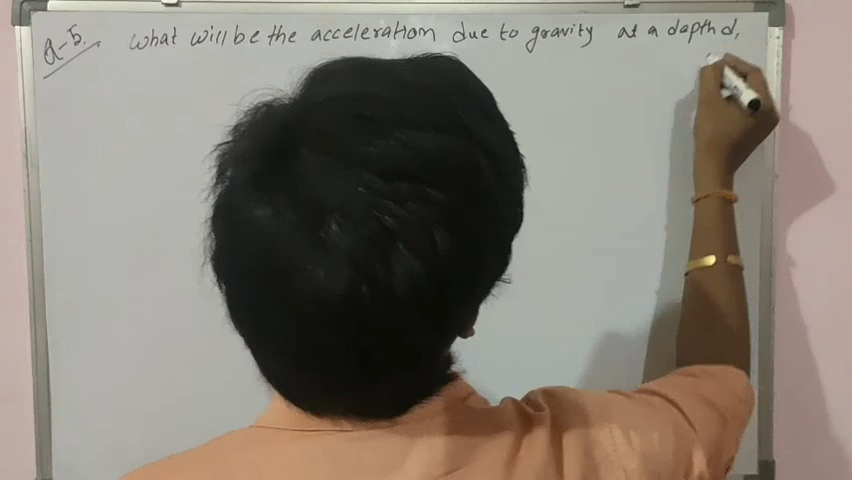 Q-5. What will be the acceleration due to gravity at a depth d,